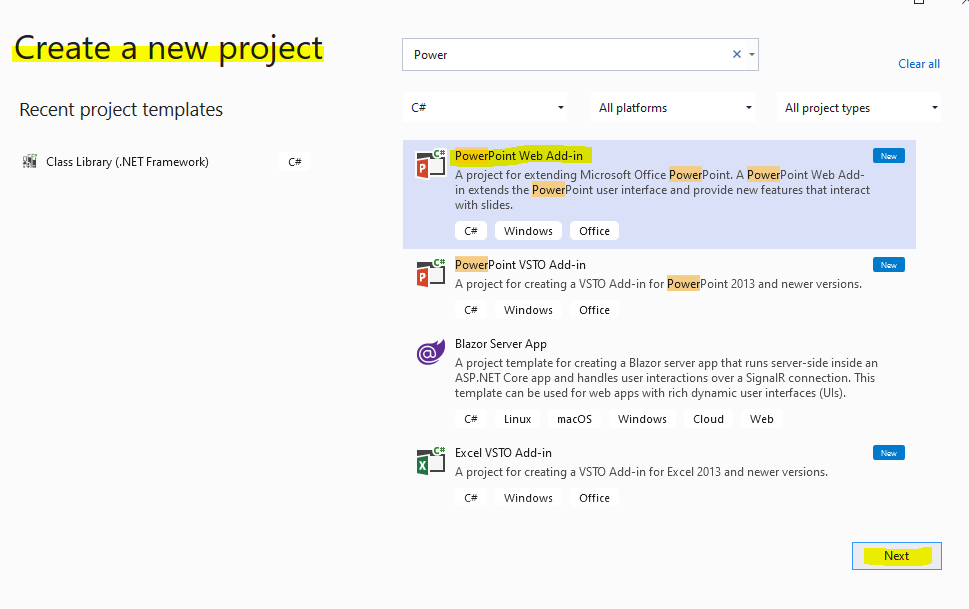 Create a new project
Power
Clear all
Recent project templates
C#
All platforms
All project types
Class Library (.NET Framework)
C#
C#
PowerPoint Web Add-in
New
A project for extending Microsoft Office PowerPoint. A PowerPoint Web Add-
in extends the PowerPoint user interface and provide new features that interact
with slides.
C#
Windows
Office
C#
PowerPoint VSTO Add-in
New
A project for creating a VSTO Add-in for PowerPoint 2013 and newer versions.
C#
Windows
Office
Blazor Server App
A project template for creating a Blazor server app that runs server-side inside an
ASP.NET Core app and handles user interactions over a SignalR connection. This
template can be used for web apps with rich dynamic user interfaces (UIs).
C#
Linux
macOS
Windows
Cloud
Web
C#
Excel VSTO Add-in
New
A project for creating a VSTO Add-in for Excel 2013 and newer versions.
C#
Windows
Office
Next